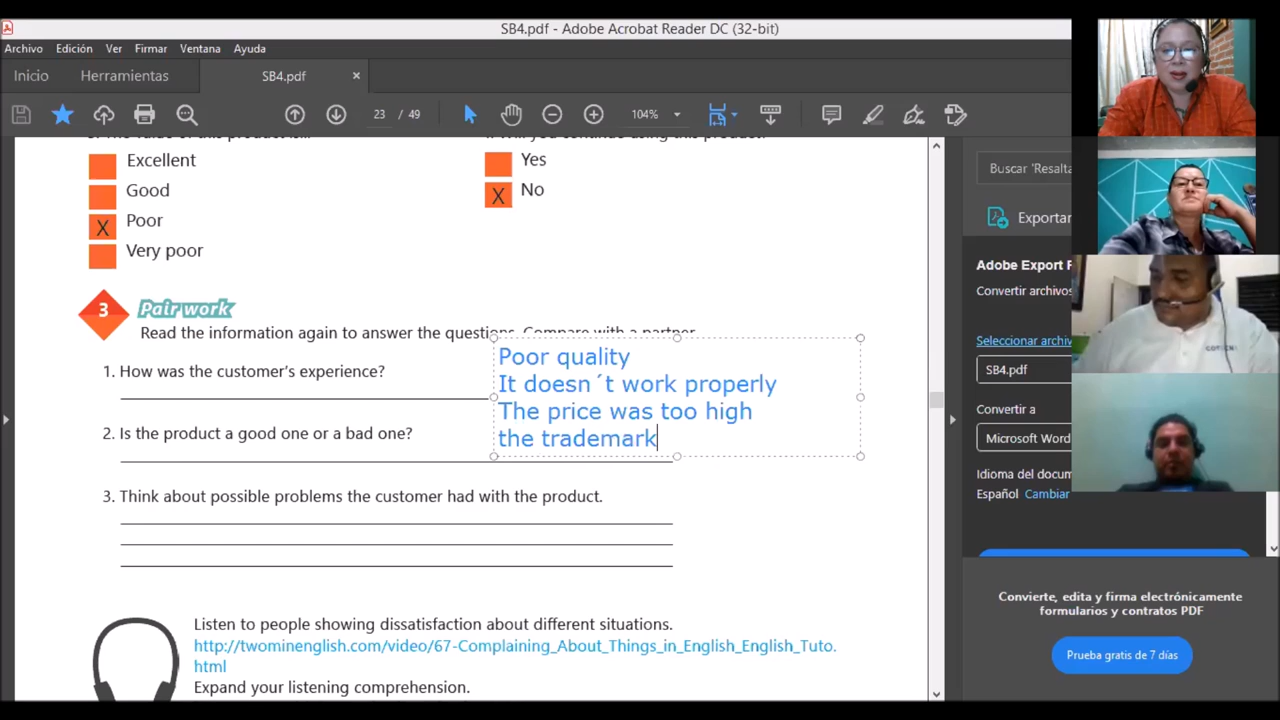 SB4.pdf - Adobe Acrobat Reader DC (32-bit)
Archivo Edición Ver Firmar Ventana Ayuda
Inicio Herramientas SB4.pdf ×
23 / 49 104%
Excellent
Good
Poor
Very poor
Yes
No
X
X
3
Pair work
Read the information again to answer the questions. Compare with a partner
1. How was the customer's experience?
2. Is the product a good one or a bad one?
3. Think about possible problems the customer had with the product.
Poor quality
It doesn´t work properly
The price was too high
the trademark
Listen to people showing dissatisfaction about different situations.
http://twominenglish.com/video/67-Complaining_About_Things_in_English_English_Tuto.
html
Expand your listening comprehension.
Buscar 'Resalta
Exportar
Adobe Export
Convertir archivos
Seleccionar archiv
SB4.pdf
Convertir a
Microsoft Word
Idioma del docum
Español Cambiar
Convierte, edita y firma electrónicamente
formularios y contratos PDF
Prueba gratis de 7 días